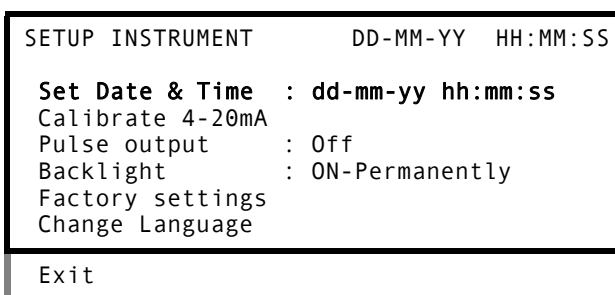 SETUP INSTRUMENT DD-MM-YY HH:MM:SS
Set Date & Time : dd-mm-yy hh:mm:ss
Calibrate 4-20mA
Pulse output : Off
Backlight : ON-Permanently
Factory settings
Change Language
Exit